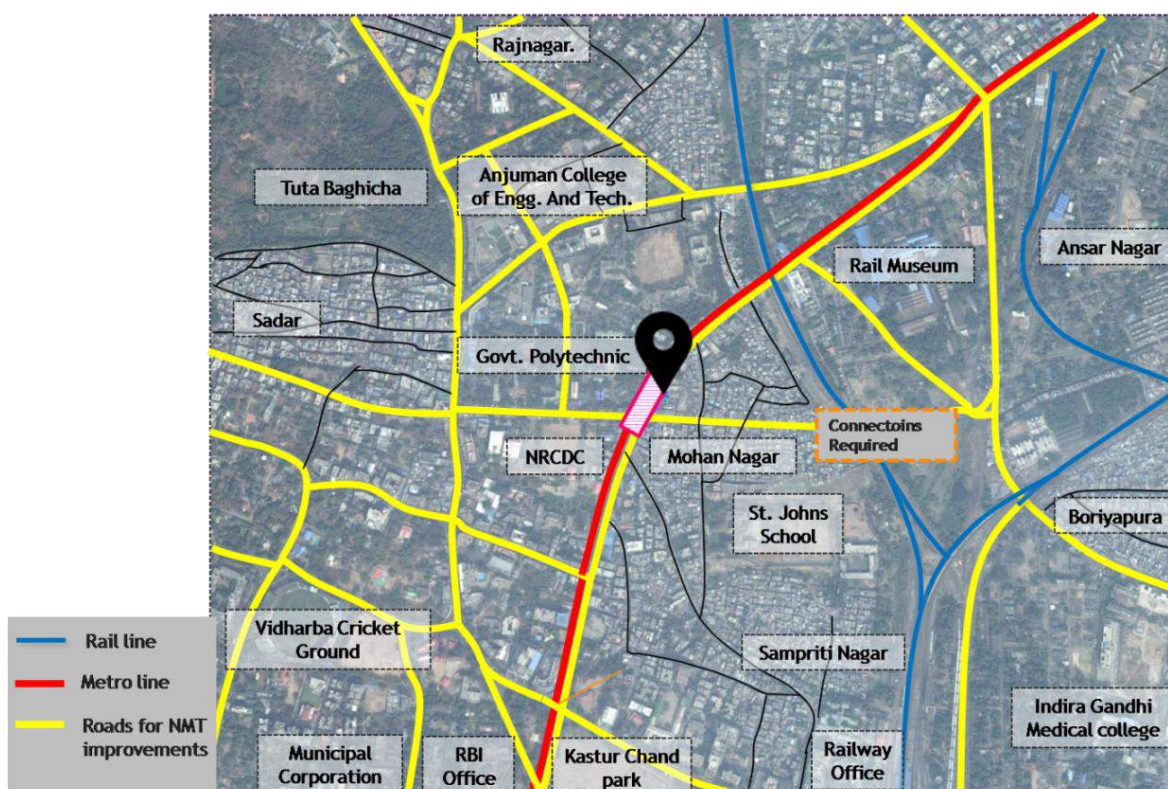 Rajnagar.
Tuta Baghicha
Anjuman College
of Engg. And Tech.
Rail Museum
Ansar Nagar
Sadar
Govt. Polytechnic
Connectoins
Required
NRCDC
Mohan Nagar
St. Johns
School
Boriyapura
Vidharba Cricket
Ground
Sampriti Nagar
Indira Gandhi
Medical college
Municipal
Corporation
RBI
Office
Kastur Chand
park
Railway
Office
Rail line
Metro line
Roads for NMT
improvements